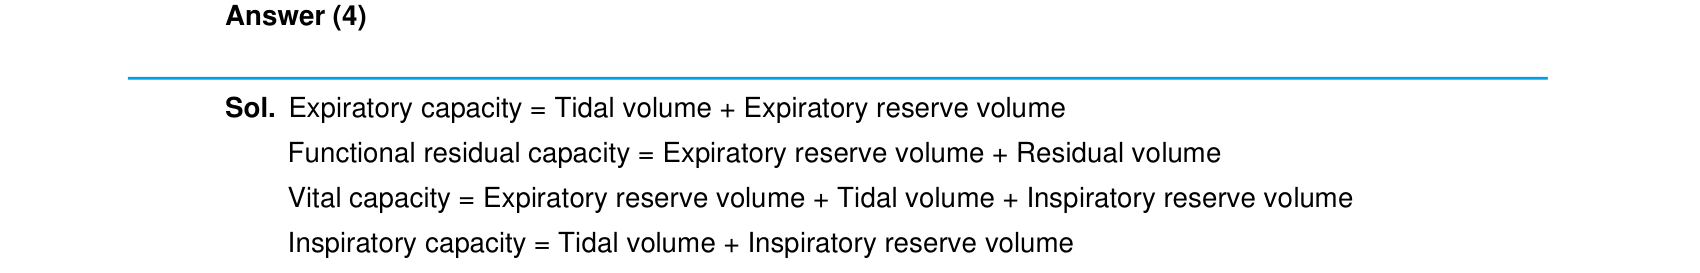 Answer (4)
Sol. Expiratory capacity = Tidal volume + Expiratory reserve volume
Functional residual capacity = Expiratory reserve volume + Residual volume
Vital capacity = Expiratory reserve volume + Tidal volume + Inspiratory reserve volume
Inspiratory capacity = Tidal volume + Inspiratory reserve volume